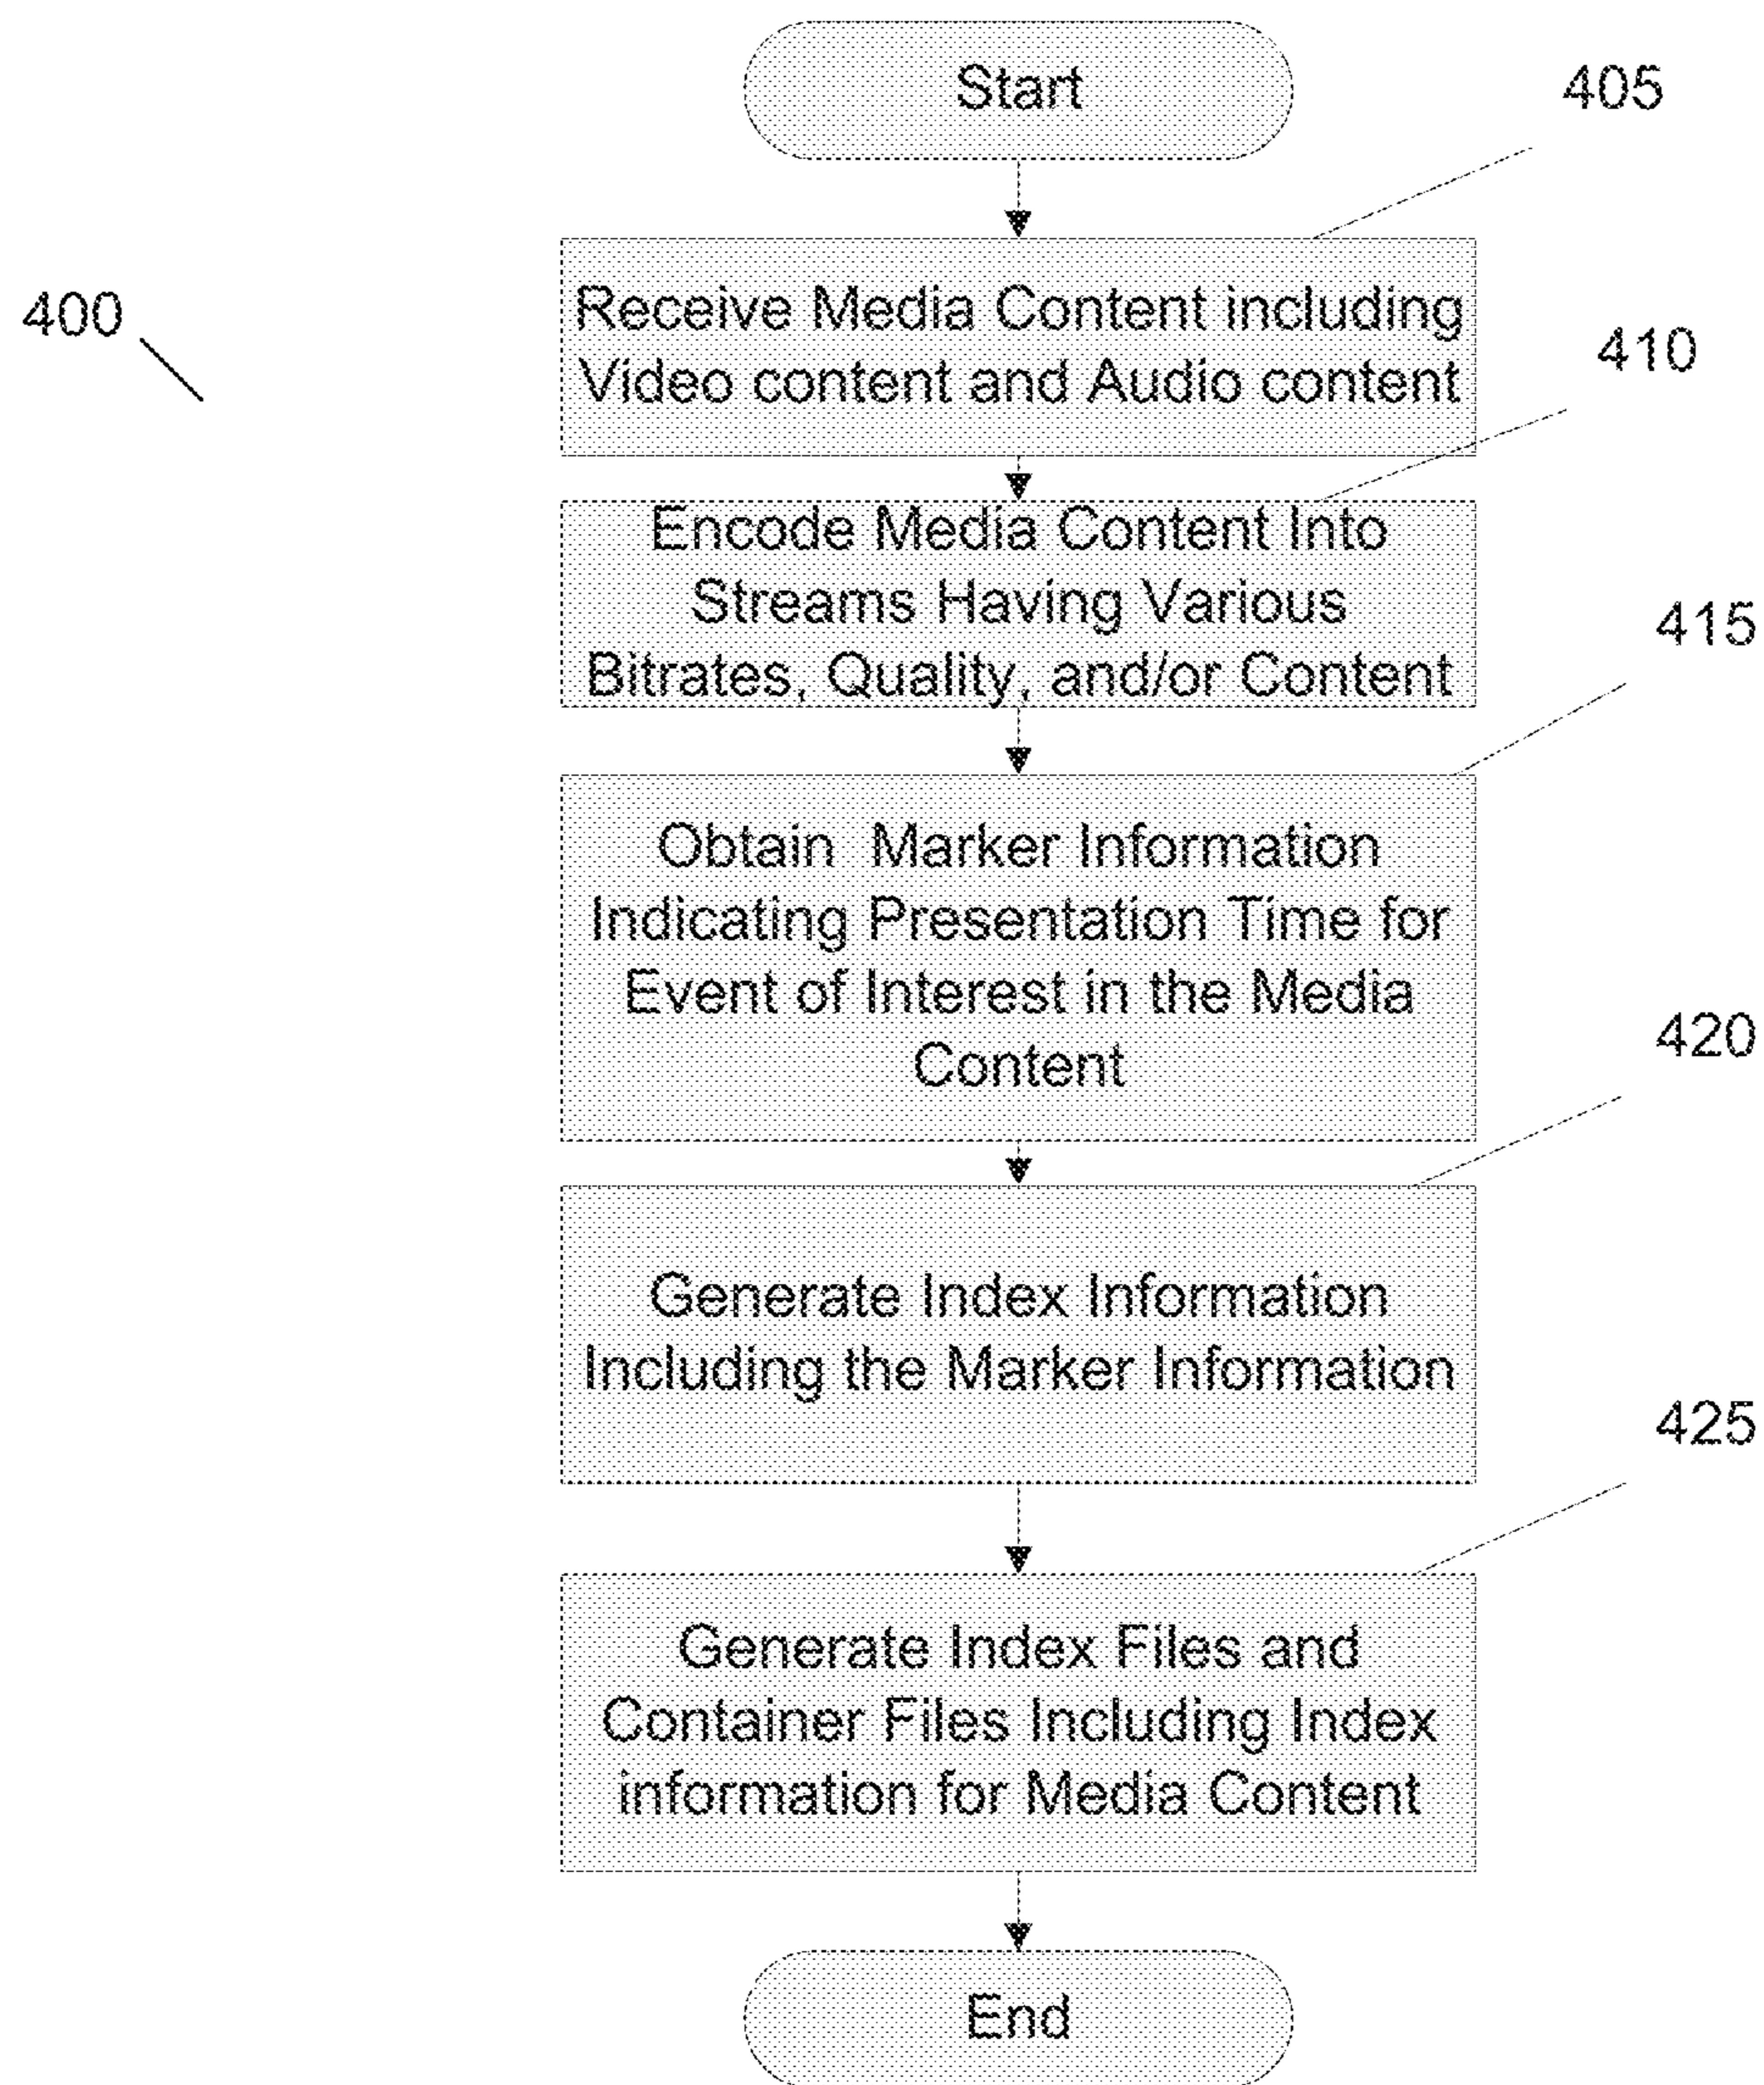 Start
405
400
Receive Media Content including
Video content and Audio content
410
Encode Media Content Into
Streams Having Various
Bitrates, Quality, and/or Content
415
Obtain Marker Information
Indicating Presentation Time for
Event of Interest in the Media
Content
420
Generate Index Information
Including the Marker Information
425
Generate Index Files and
Container Files Including Index
information for Media Content
End